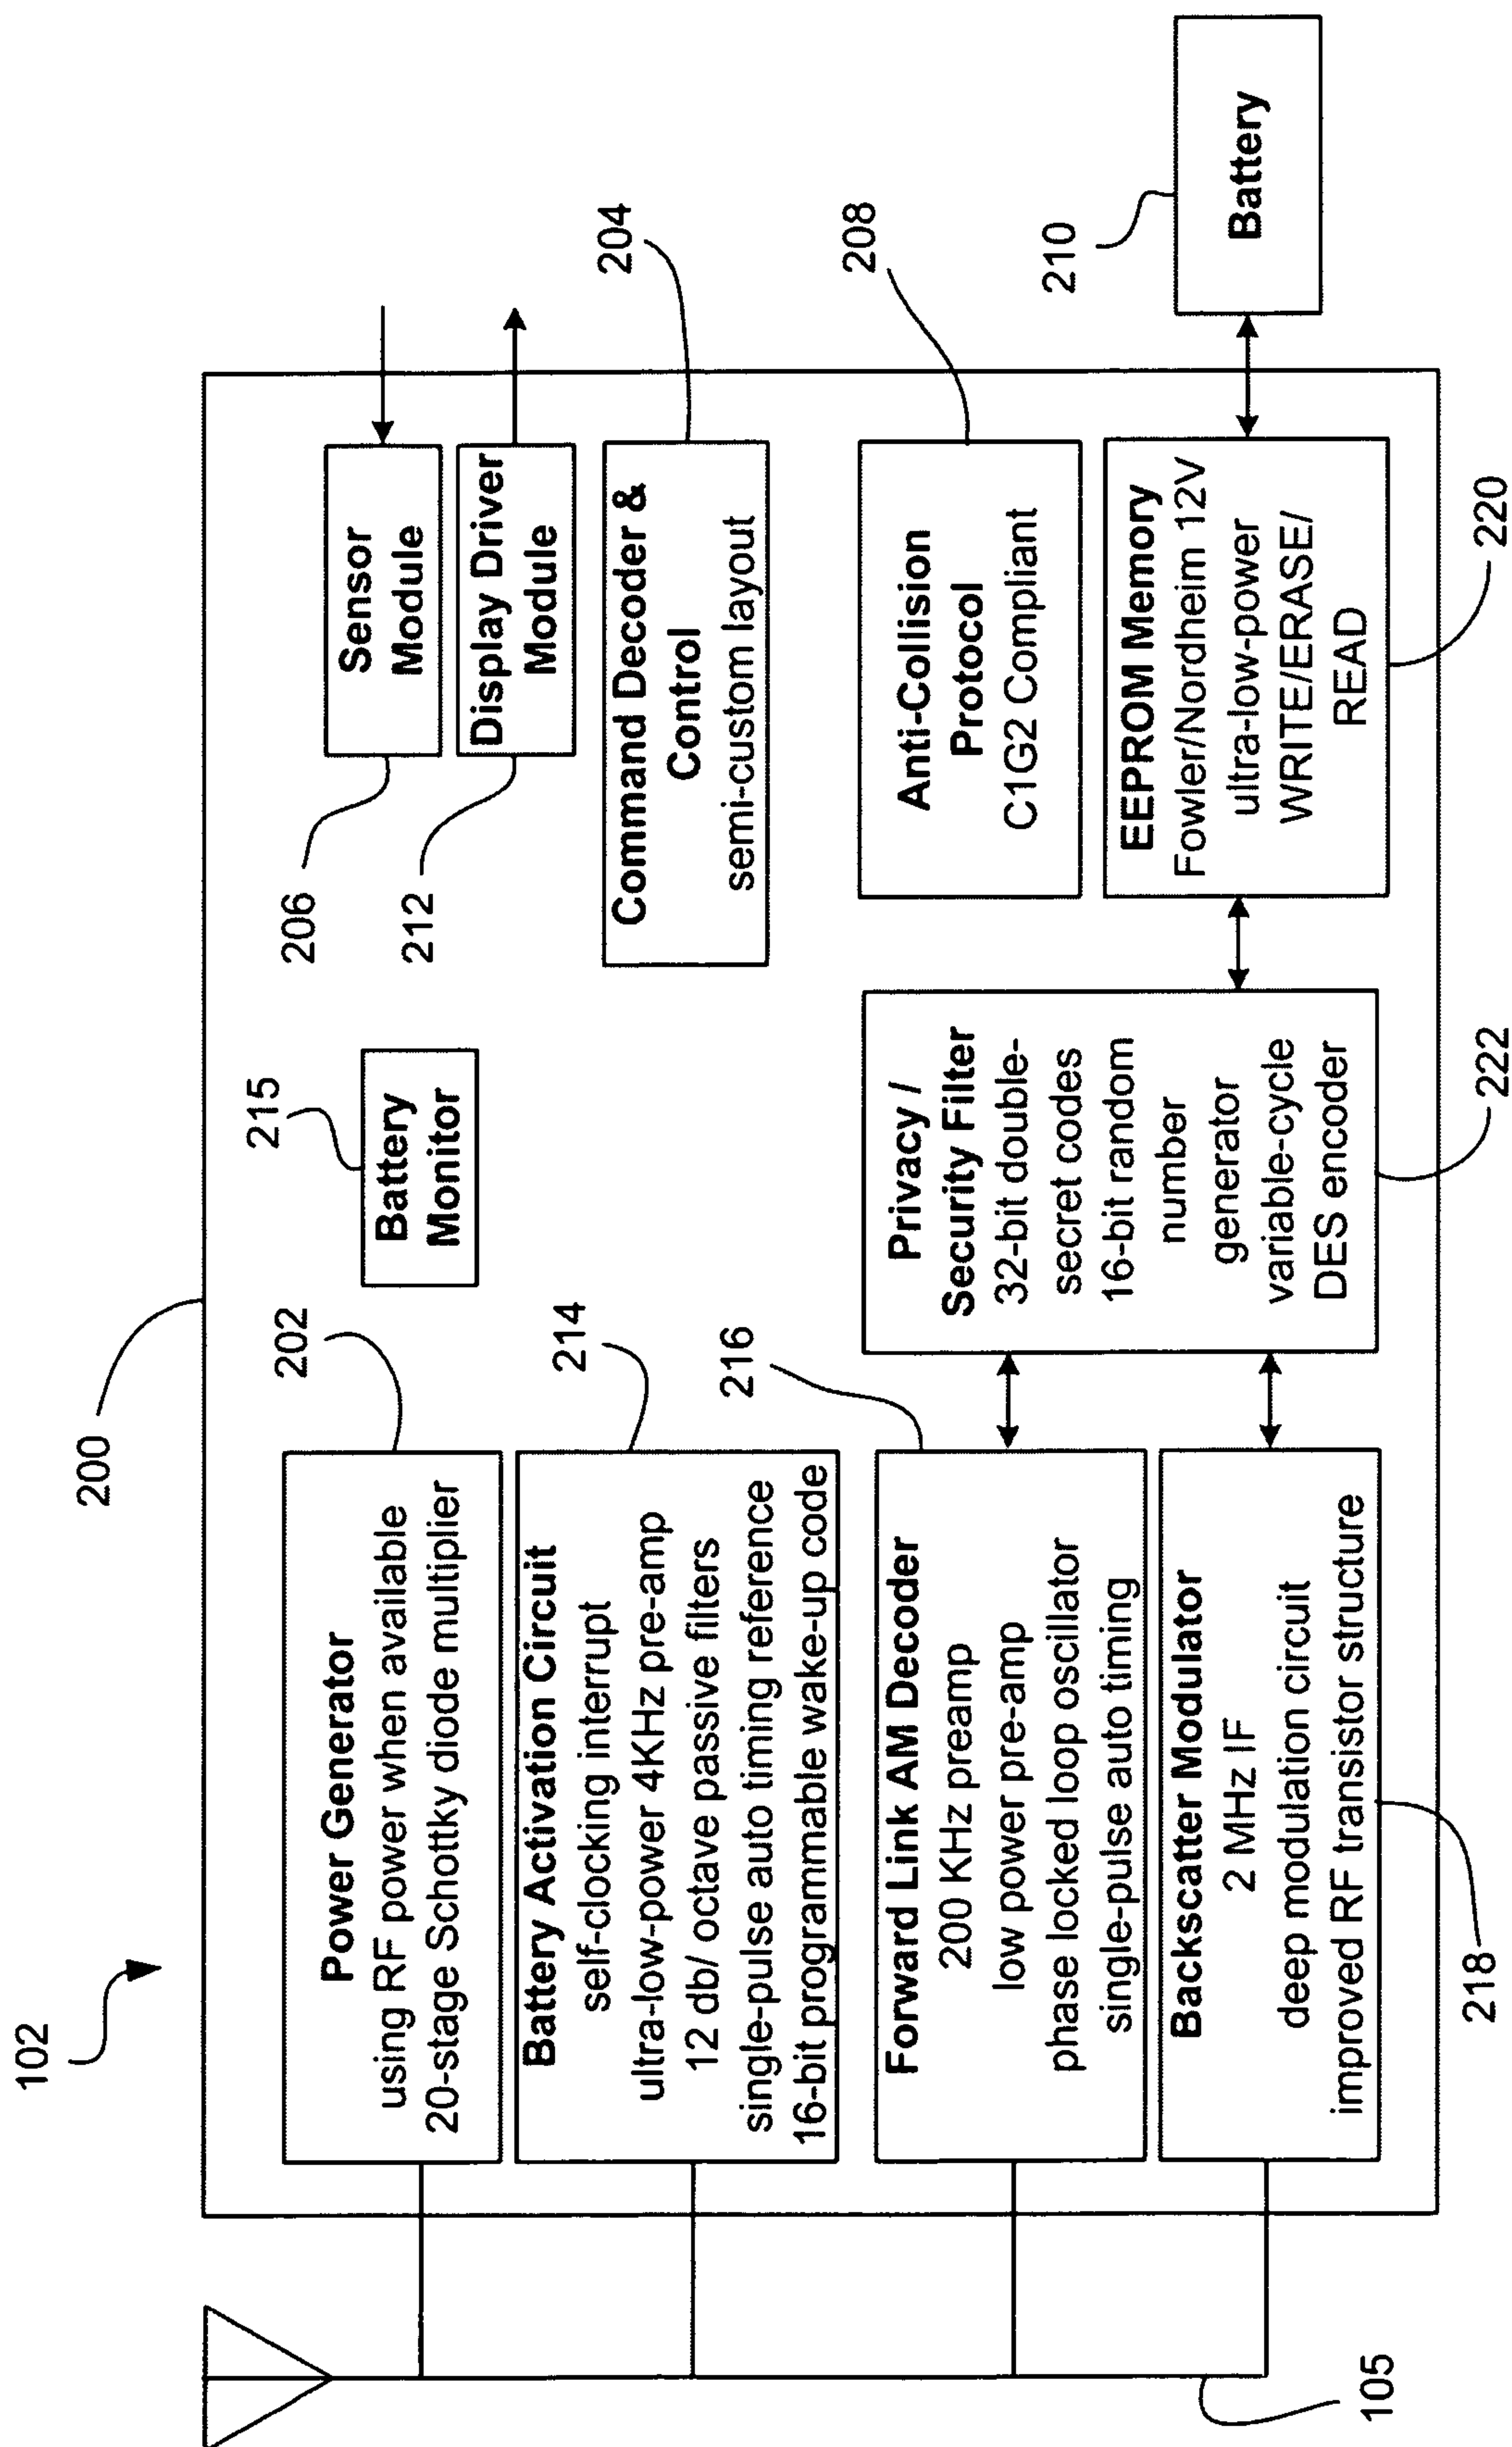 102
200
105
Power Generator
using RF power when available
20-stage Schottky diode multiplier
202
Battery Activation Circuit
self-clocking interrupt
ultra-low-power 4KHz pre-amp
12 db/ octave passive filters
single-pulse auto timing reference
16-bit programmable wake-up code
214
Forward Link AM Decoder
200 KHz preamp
low power pre-amp
phase locked loop oscillator
single-pulse auto timing
216
Backscatter Modulator
2 MHz IF
deep modulation circuit
improved RF transistor structure
218
215
Battery
Monitor
Privacy /
Security Filter
32-bit double-
secret codes
16-bit random
number
generator
variable-cycle
DES encoder
222
206
Sensor
Module
212
Display Driver
Module
Command Decoder &
Control
semi-custom layout
204
Anti-Collision
Protocol
C1G2 Compliant
208
EEPROM Memory
Fowler/Nordheim 12V
ultra-low-power
WRITE/ERASE/
READ
220
210
Battery